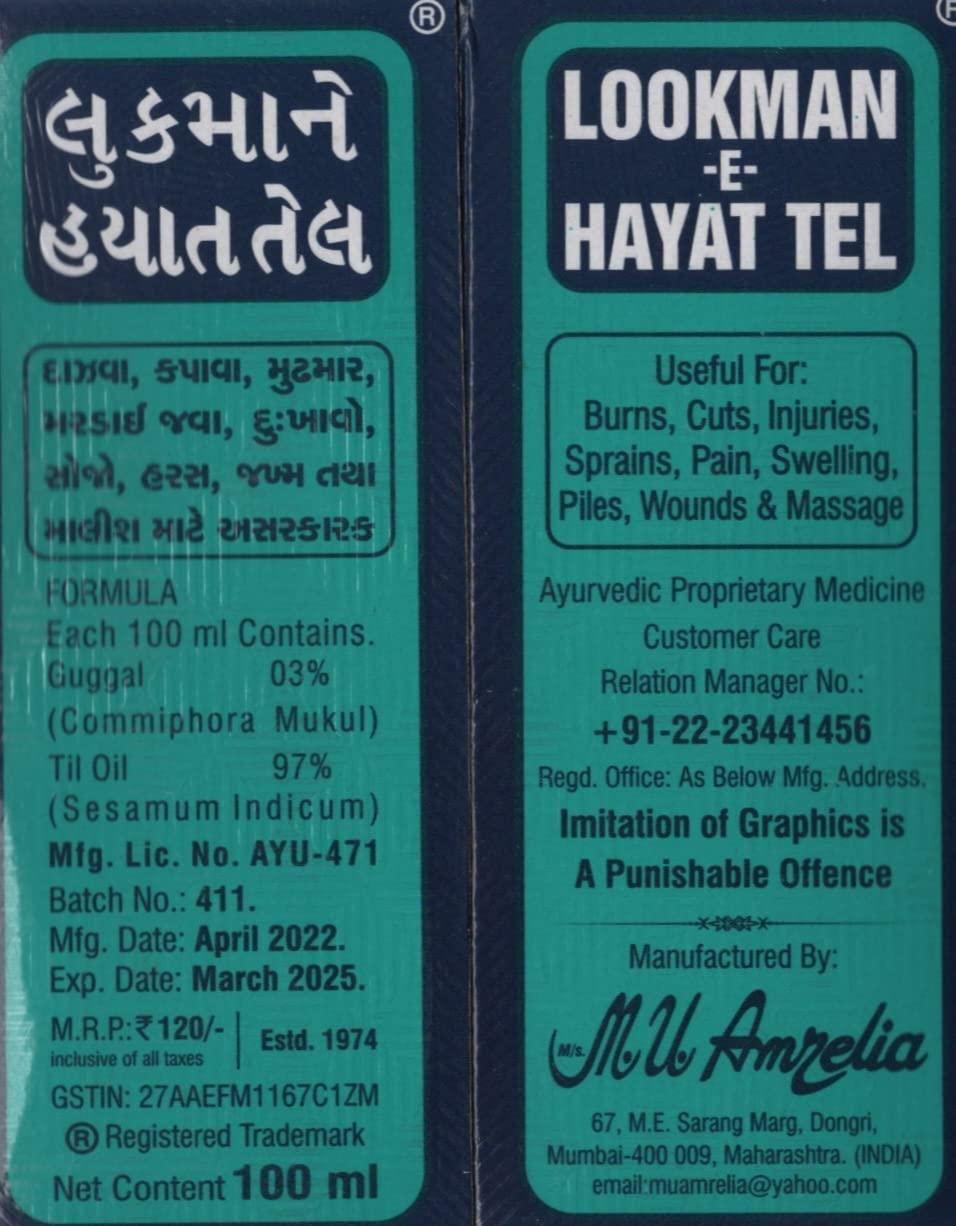 ®
લુકમાને
હયાત તેલ
દાઝવા, કપાવા, મુઢમાર,
મરડાઈ જવા, દુઃખાવો,
સોજો, હરસ, જખ્મ તથા
માલીશ માટે અસરકારક
FORMULA
Each 100 ml Contains.
Guggal 03%
(Commiphora Mukul)
Til Oil 97%
(Sesamum Indicum)
Mfg. Lic. No. AYU-471
Batch No.: 411.
Mfg. Date: April 2022.
Exp. Date: March 2025.
M.R.P.: ₹ 120/-
inclusive of all taxes
Estd. 1974
GSTIN: 27AAEFM1167C1ZM
® Registered Trademark
Net Content 100 ml
®
LOOKMAN
-E-
HAYAT TEL
Useful For:
Burns, Cuts, Injuries,
Sprains, Pain, Swelling,
Piles, Wounds & Massage
Ayurvedic Proprietary Medicine
Customer Care
Relation Manager No.:
+91-22-23441456
Regd. Office: As Below Mfg. Address.
Imitation of Graphics is
A Punishable Offence
Manufactured By:
M/s. M.U. Amrelia
67, M.E. Sarang Marg, Dongri,
Mumbai-400 009, Maharashtra. (INDIA)
email:muamrelia@yahoo.com